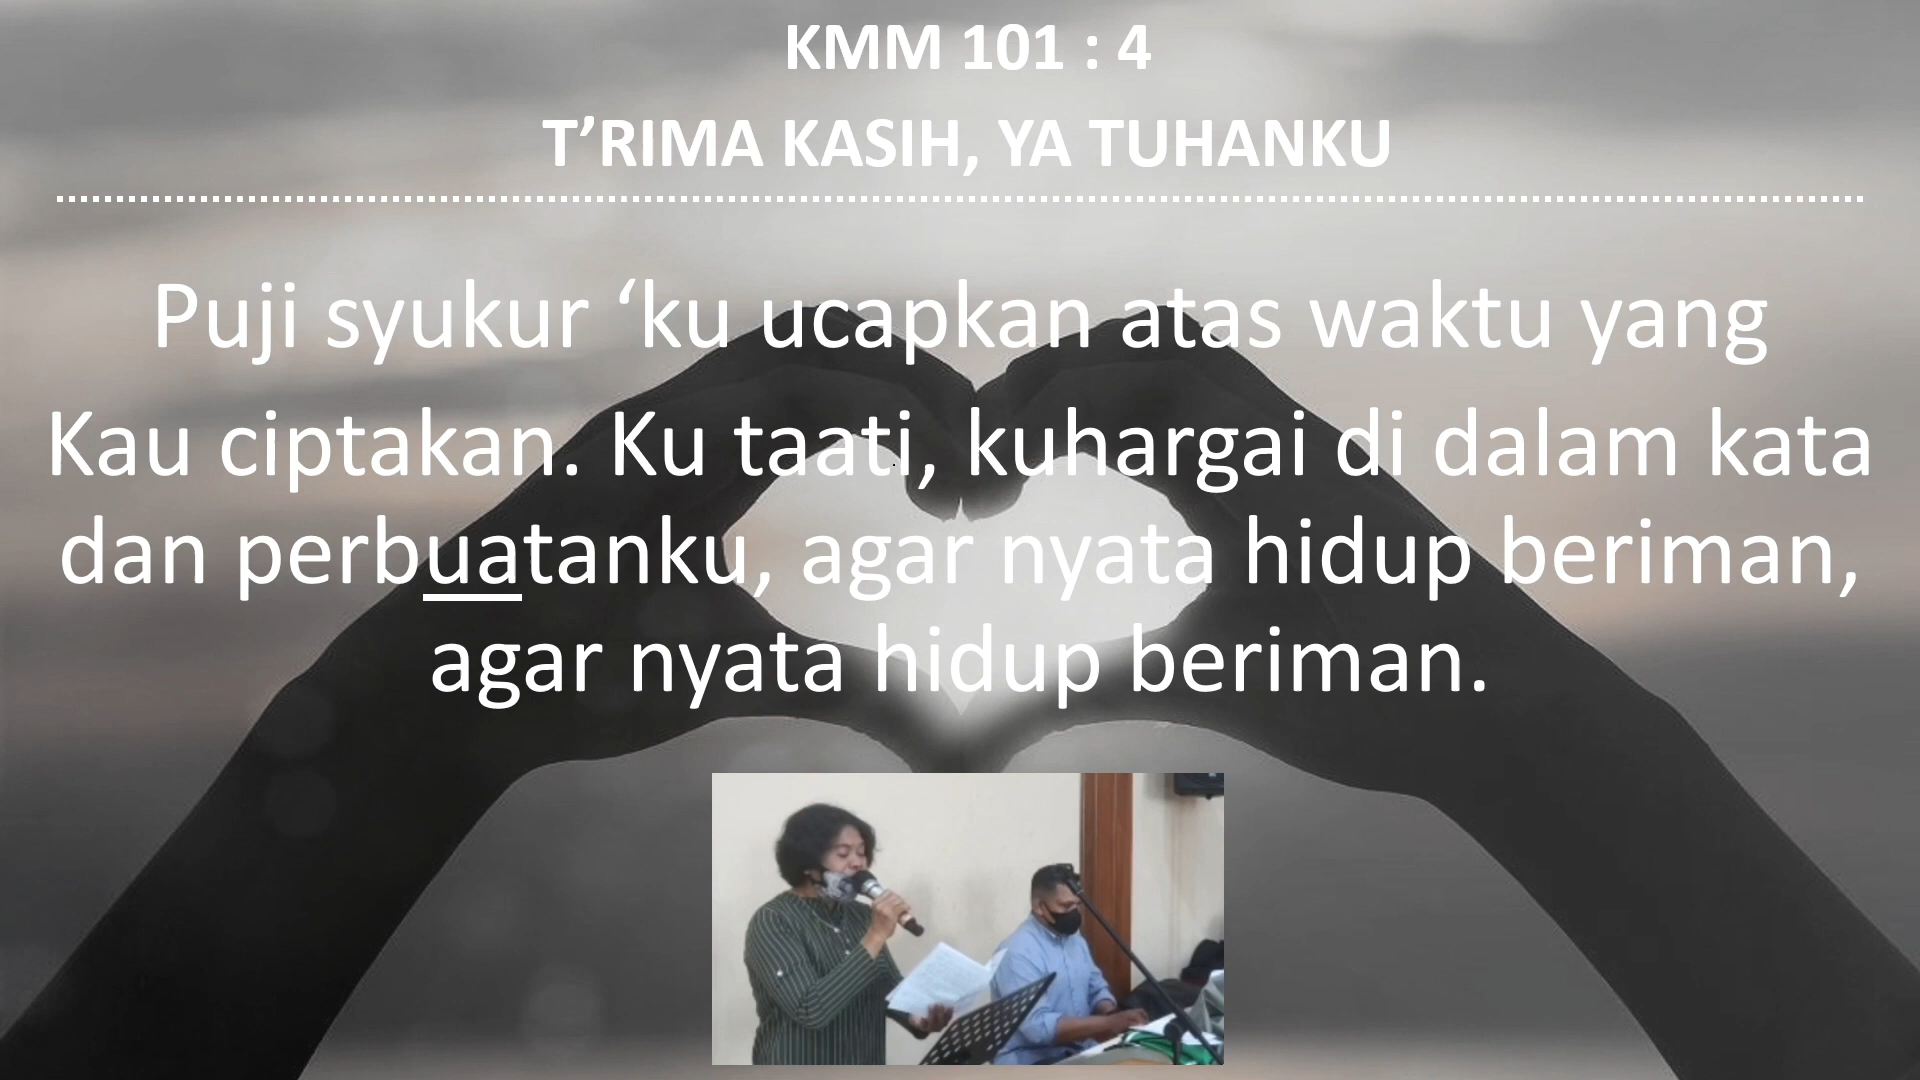 KMM 101 : 4
T’RIMA KASIH, YA TUHANKU
Puji syukur ‘ku ucapkan atas waktu yang
Kau ciptakan. Ku taati, kuhargai di dalam kata
dan perbuatanku, agar nyata hidup beriman,
agar nyata hidup beriman.